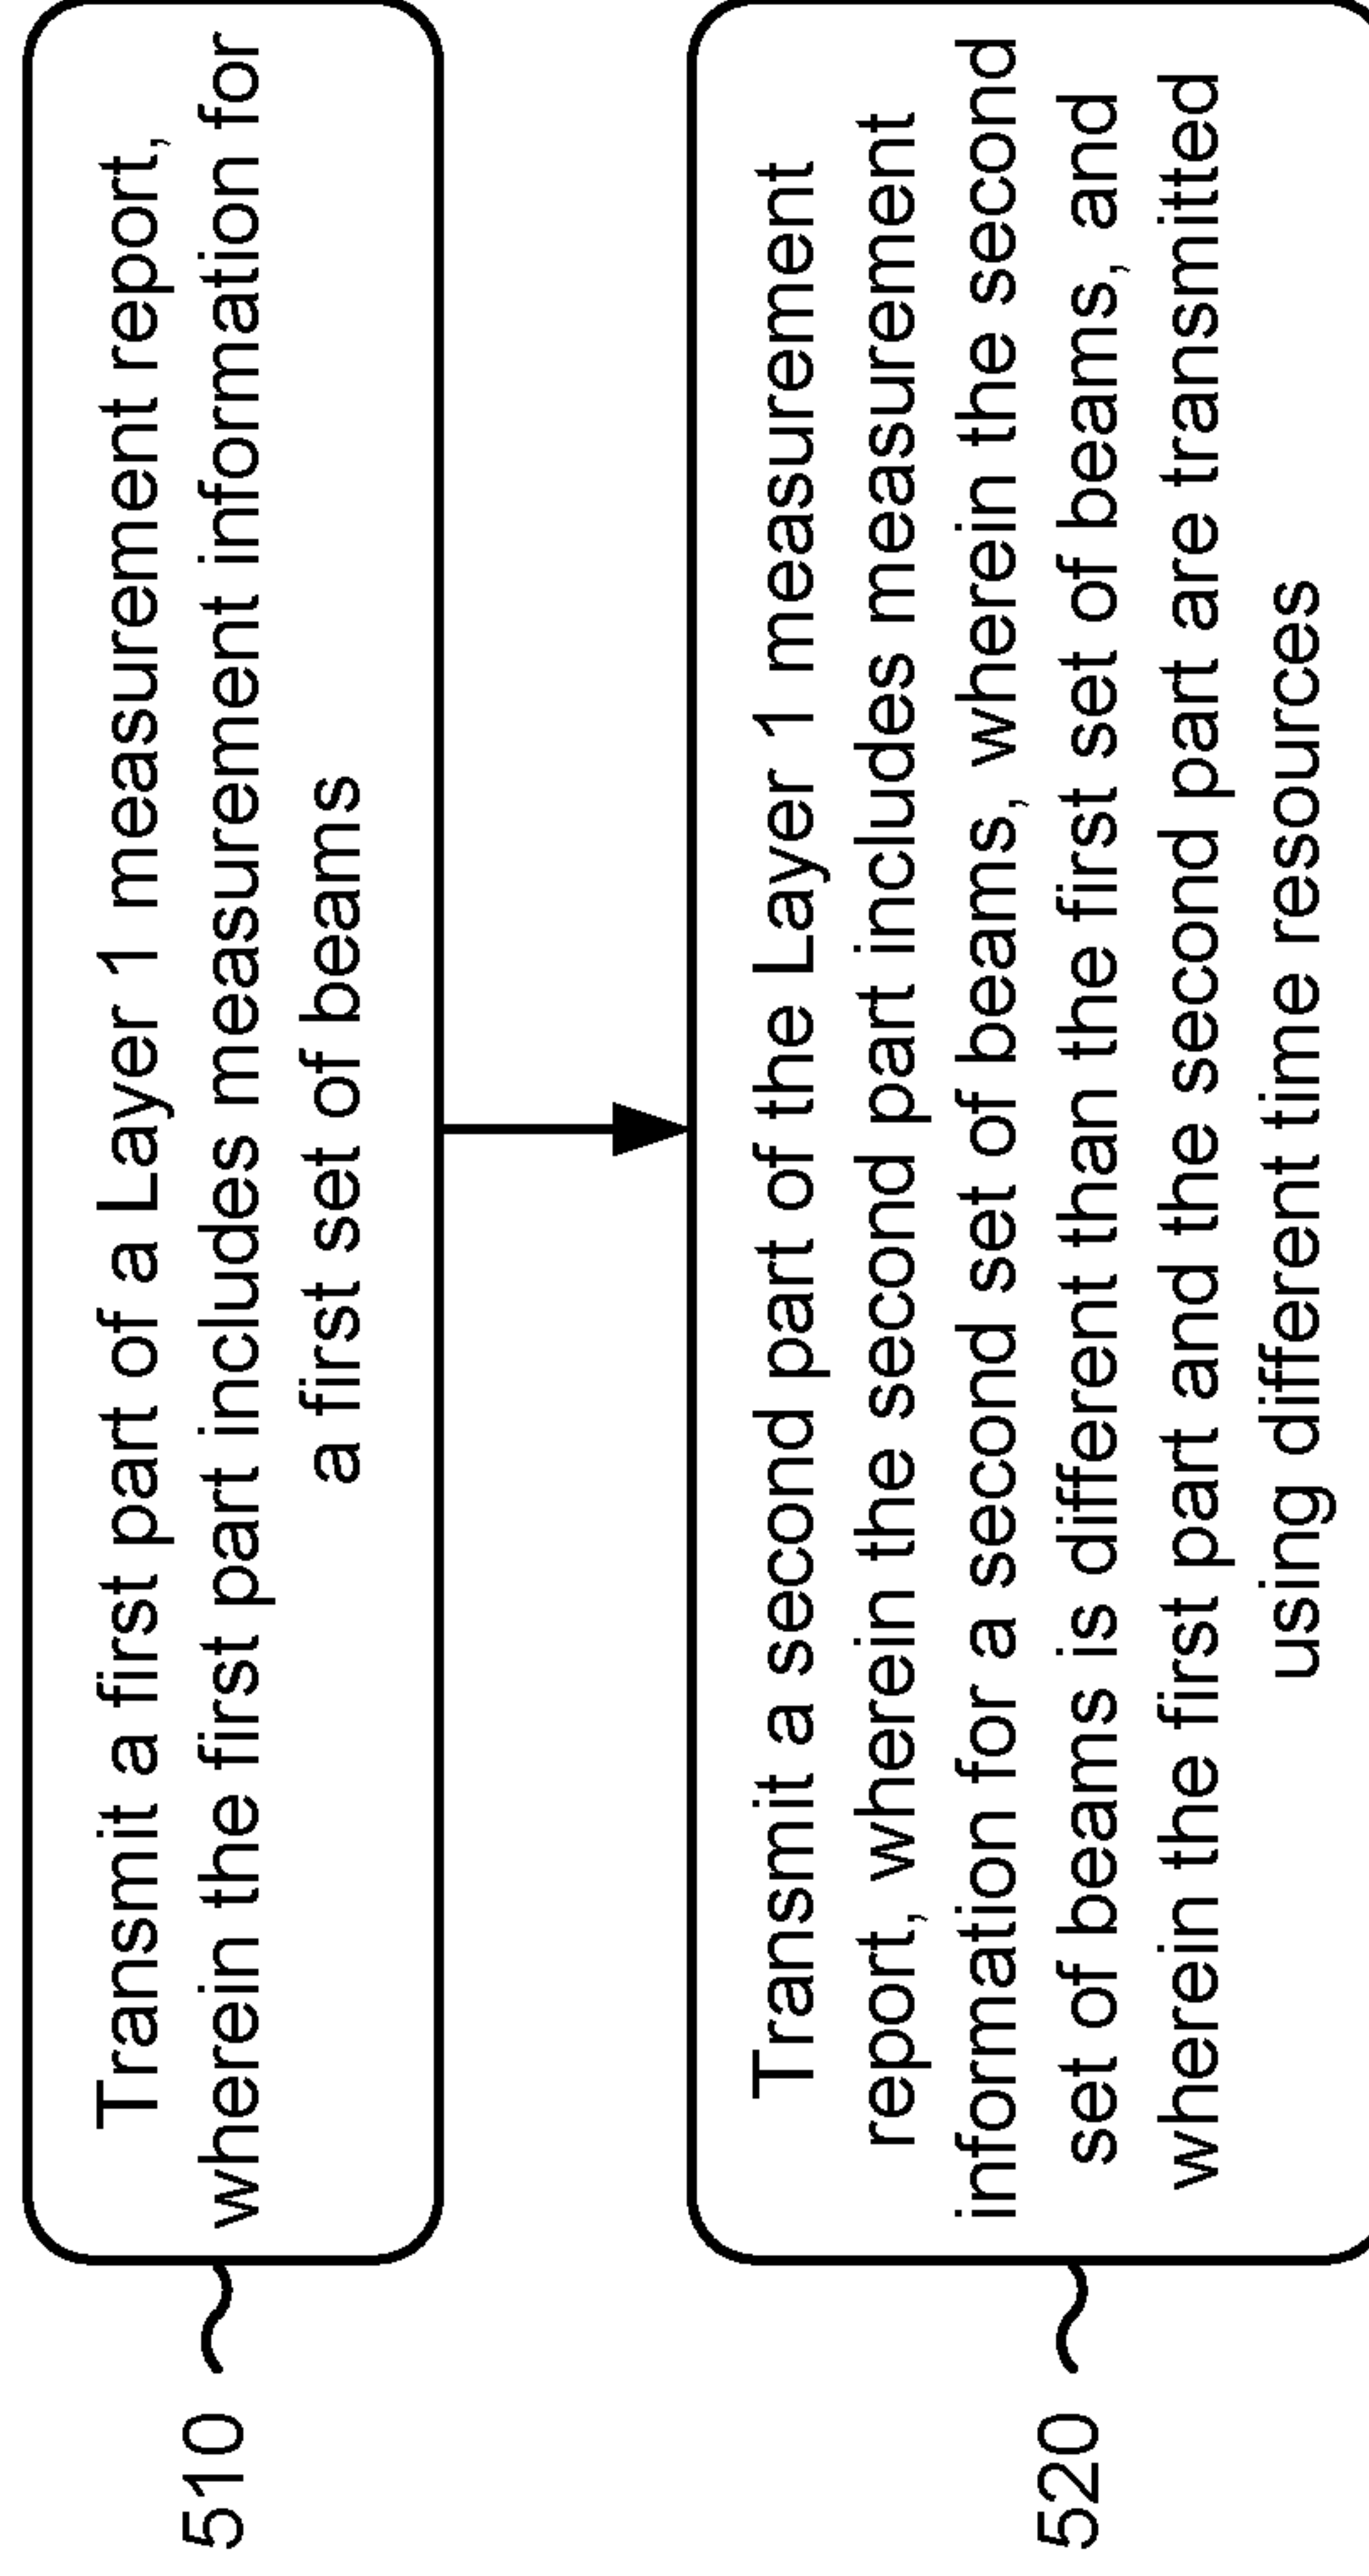 510
Transmit a first part of a Layer 1 measurement report,
wherein the first part includes measurement information for
a first set of beams
520
Transmit a second part of the Layer 1 measurement
report, wherein the second part includes measurement
information for a second set of beams, wherein the second
set of beams is different than the first set of beams, and
wherein the first part and the second part are transmitted
using different time resources